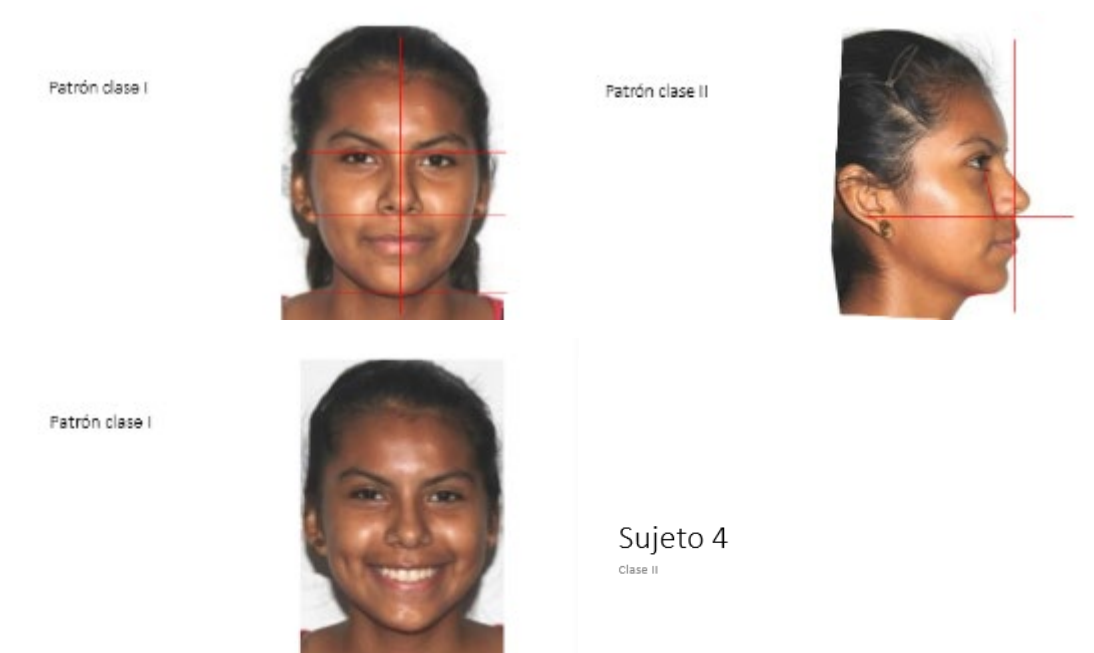 Patrón clase I
Patrón clase II
Patrón clase I
Sujeto 4
Clase II